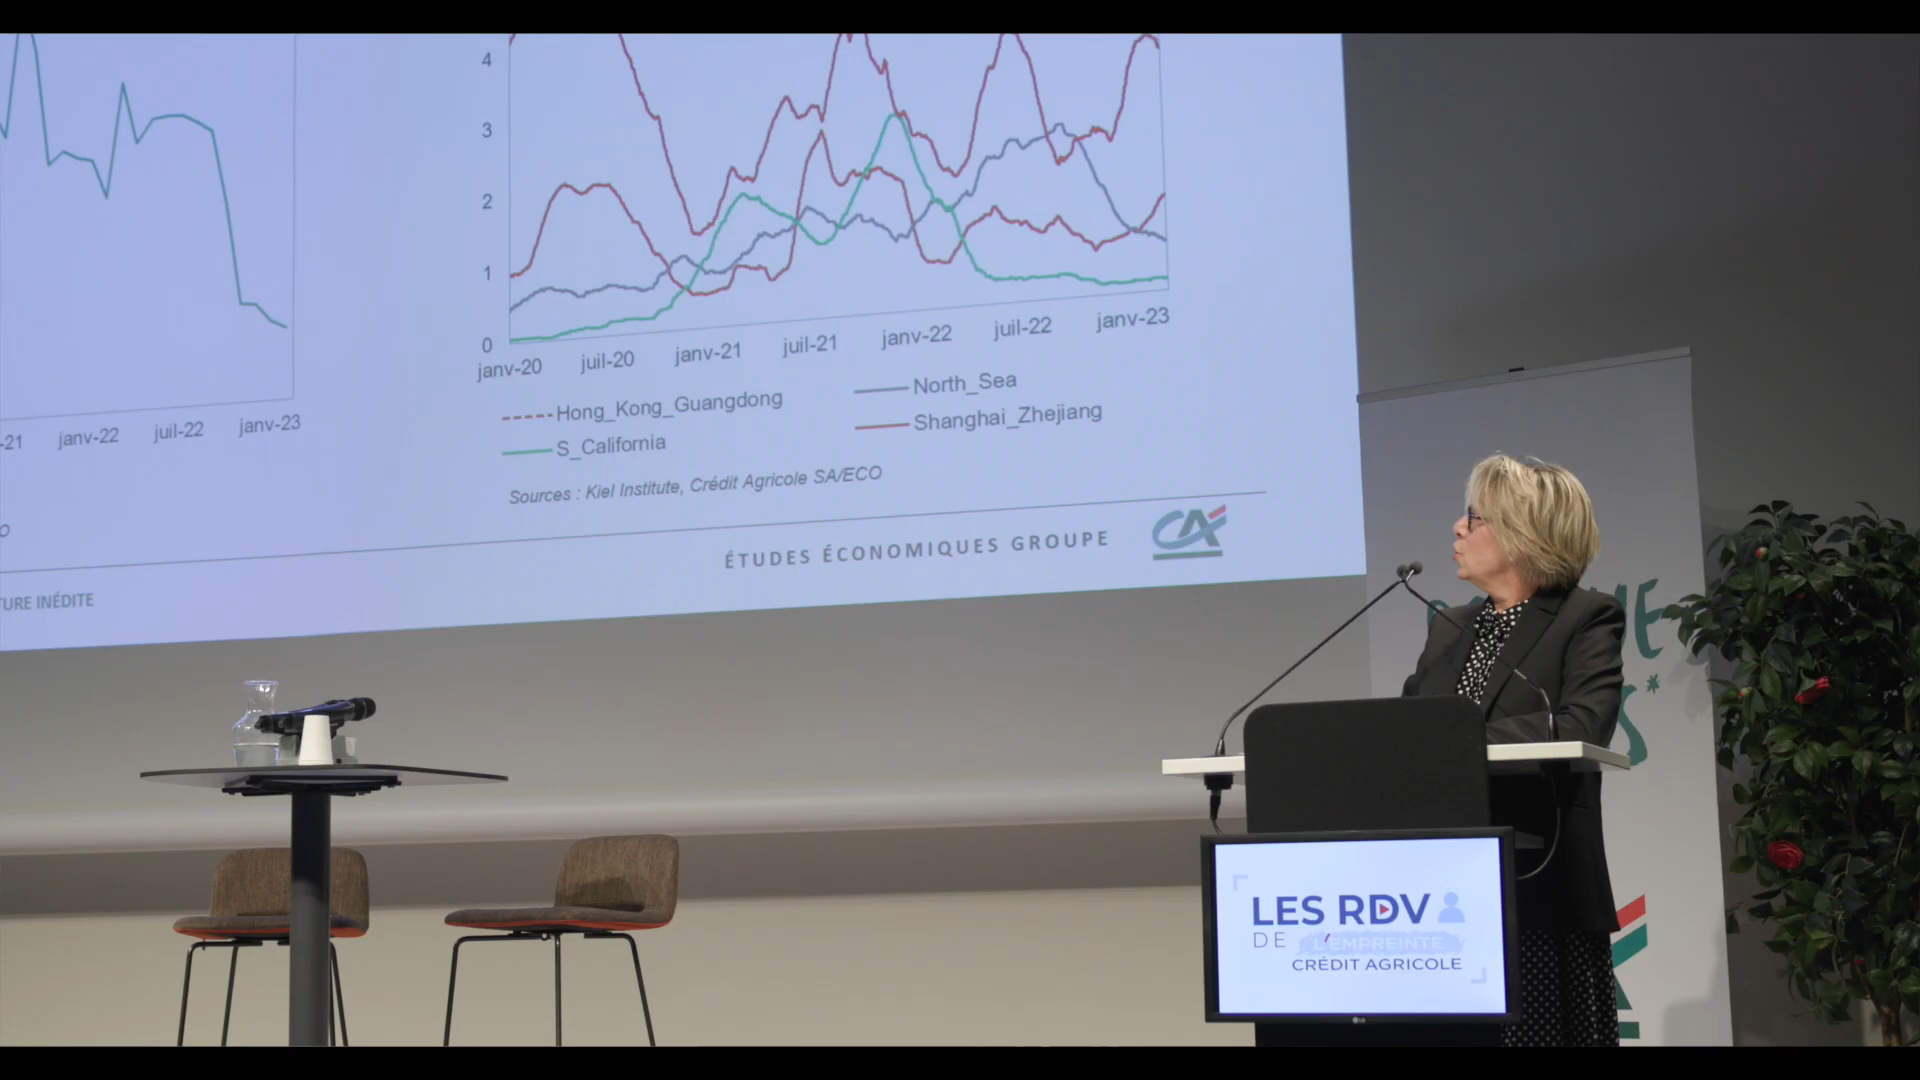 4
3
2
1
0
janv-20 juil-20 janv-21 juil-21 janv-22 juil-22 janv-23
Hong_Kong_Guangdong
North_Sea
S_California
Shanghai_Zhejiang
Sources : Kiel Institute, Crédit Agricole SA/ECO
-21 janv-22 juil-22 janv-23
O
ÉTUDES ÉCONOMIQUES GROUPE
CA
TURE INÉDITE
LES RDV
DE L'EMPREINTE
CRÉDIT AGRICOLE
LG